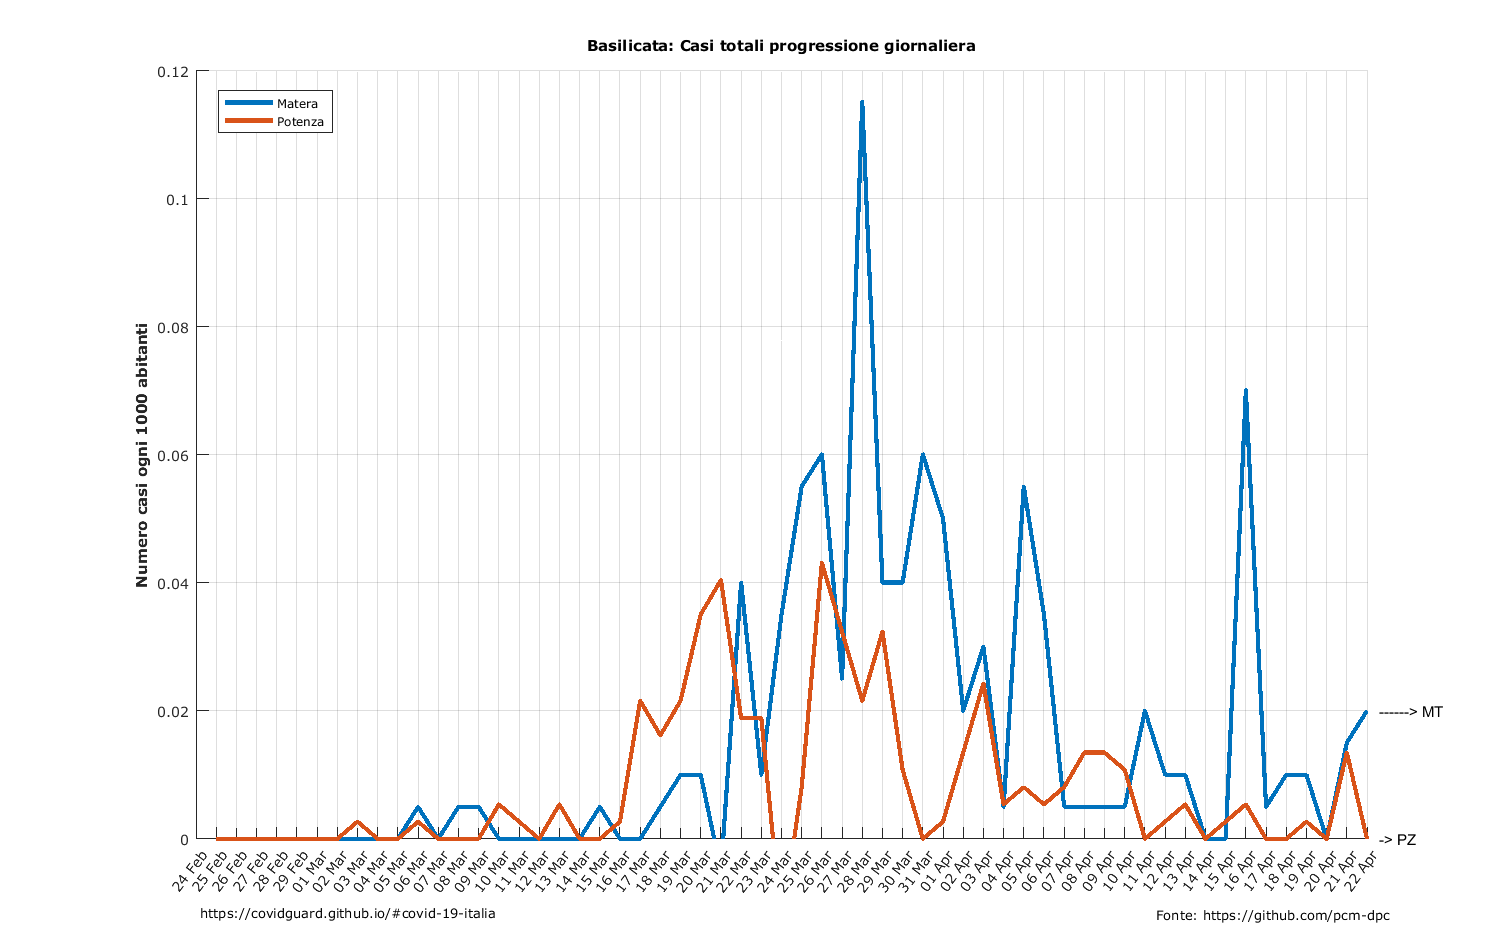 Basilicata: Casi totali progressione giornaliera
Matera
Potenza
Numero casi ogni 1000 abitanti
0.12
0.1
0.08
0.06
0.04
0.02
0
------> MT
-> PZ
24 Feb
25 Feb
26 Feb
27 Feb
28 Feb
29 Feb
01 Mar
02 Mar
03 Mar
04 Mar
05 Mar
06 Mar
07 Mar
08 Mar
09 Mar
10 Mar
11 Mar
12 Mar
13 Mar
14 Mar
15 Mar
16 Mar
17 Mar
18 Mar
19 Mar
20 Mar
21 Mar
22 Mar
23 Mar
24 Mar
25 Mar
26 Mar
27 Mar
28 Mar
29 Mar
30 Mar
31 Mar
01 Apr
02 Apr
03 Apr
04 Apr
05 Apr
06 Apr
07 Apr
08 Apr
09 Apr
10 Apr
11 Apr
12 Apr
13 Apr
14 Apr
15 Apr
16 Apr
17 Apr
18 Apr
19 Apr
20 Apr
21 Apr
22 Apr
https://covidguard.github.io/#covid-19-italia
Fonte: https://github.com/pcm-dpc